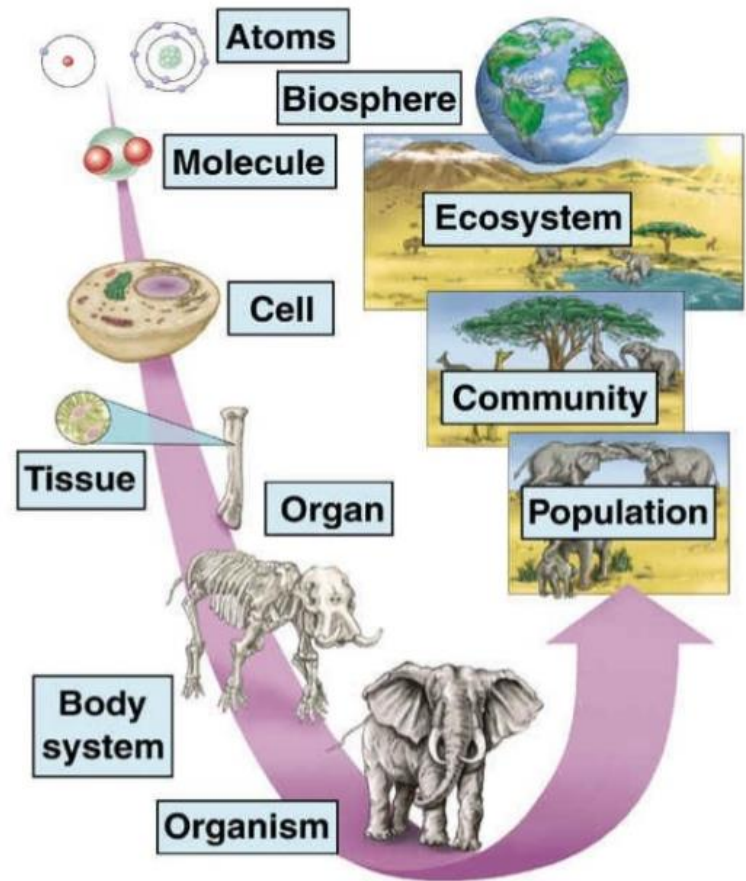 Atoms
Biosphere
Molecule
Ecosystem
Cell
Community
Tissue
Organ
Population
Body
system
Organism